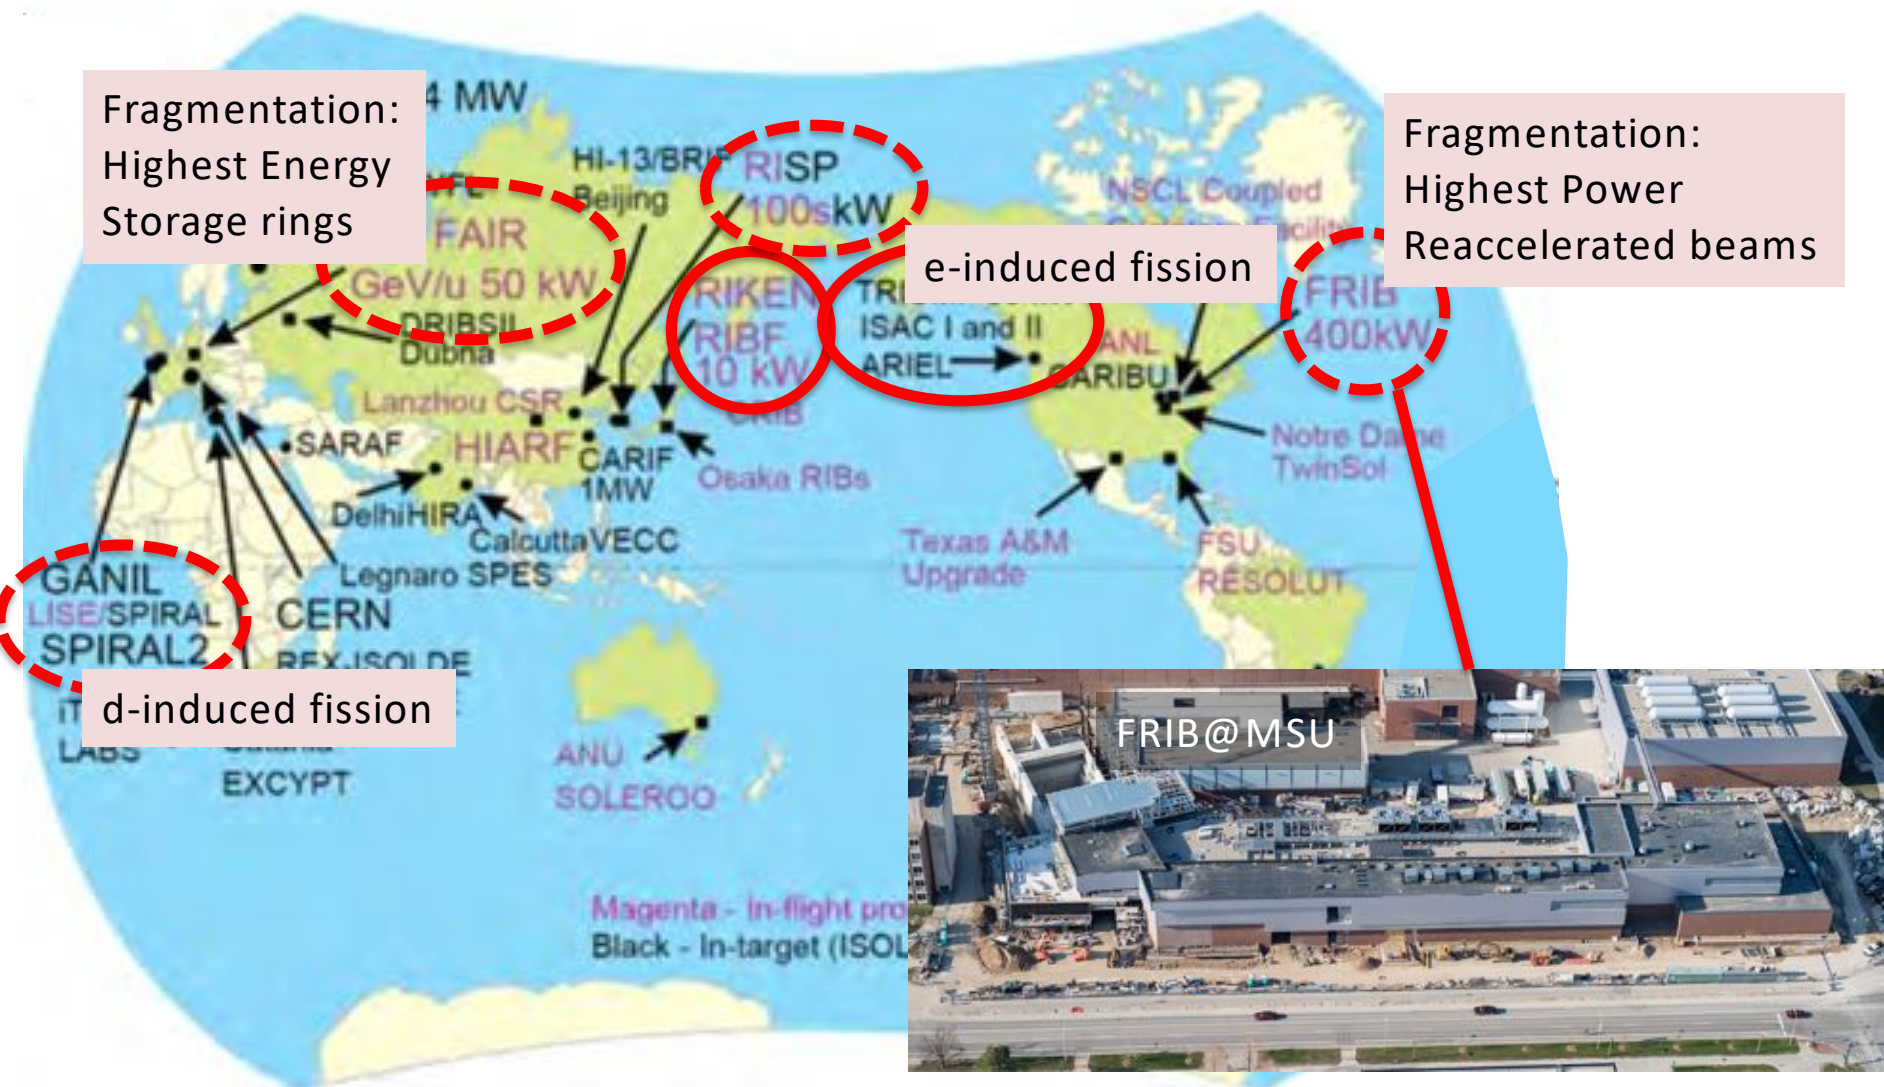 Fragmentation:
Highest Energy
Storage rings
4 MW
HI-13/BRIF
Beijing
RISP
100skW
Fragmentation:
Highest Power
Reaccelerated beams
NSCL Coupled
FAIR
GeV/u 50 kW
e-induced fission
DRIBSII
Dubna
RIKEN
RIBF
10 kW
CRIB
ISAC I and II
ARIEL
ANL
CARIBU
FRIB
400kW
Lanzhou CSR
HIARF
SARAF
CARIF
1MW
Osaka RIBs
Notre Dame
TwinSol
DelhiHIRA
CalcuttaVECC
Legnaro SPES
Texas A&M
Upgrade
FSU
RESOLUT
GANIL
LISE/SPIRAL
SPIRAL2
CERN
REX-ISOLDE
d-induced fission
LABS
EXCYPT
ANU
SOLEROO
FRIB@MSU
Magenta - In-flight
Black - In-target